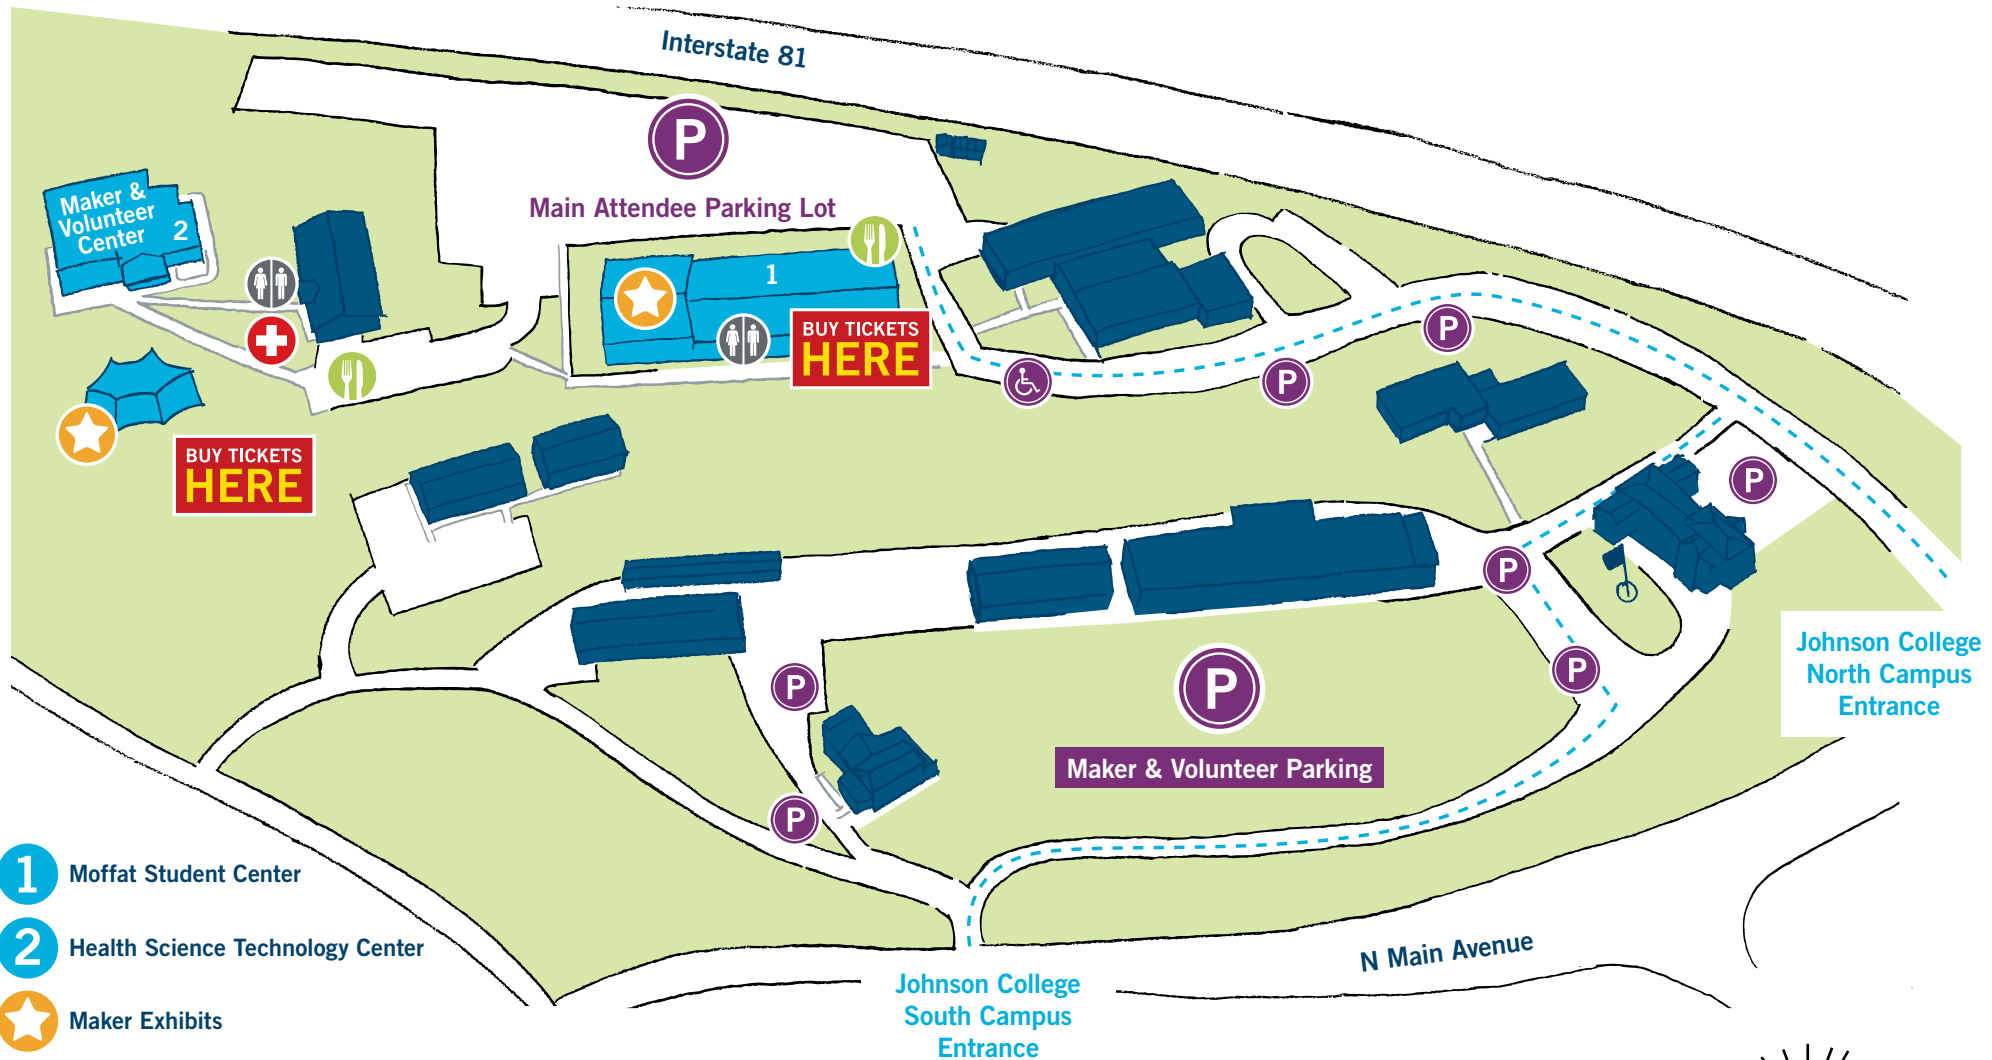 Interstate 81
P
Main Attendee Parking Lot
Maker &
Volunteer
Center
2
1
BUY TICKETS
HERE
P
P
BUY TICKETS
HERE
P
P
P
P
P
P
P
Maker & Volunteer Parking
Johnson College
North Campus
Entrance
1 Moffat Student Center
2 Health Science Technology Center
Maker Exhibits
N Main Avenue
Johnson College
South Campus
Entrance